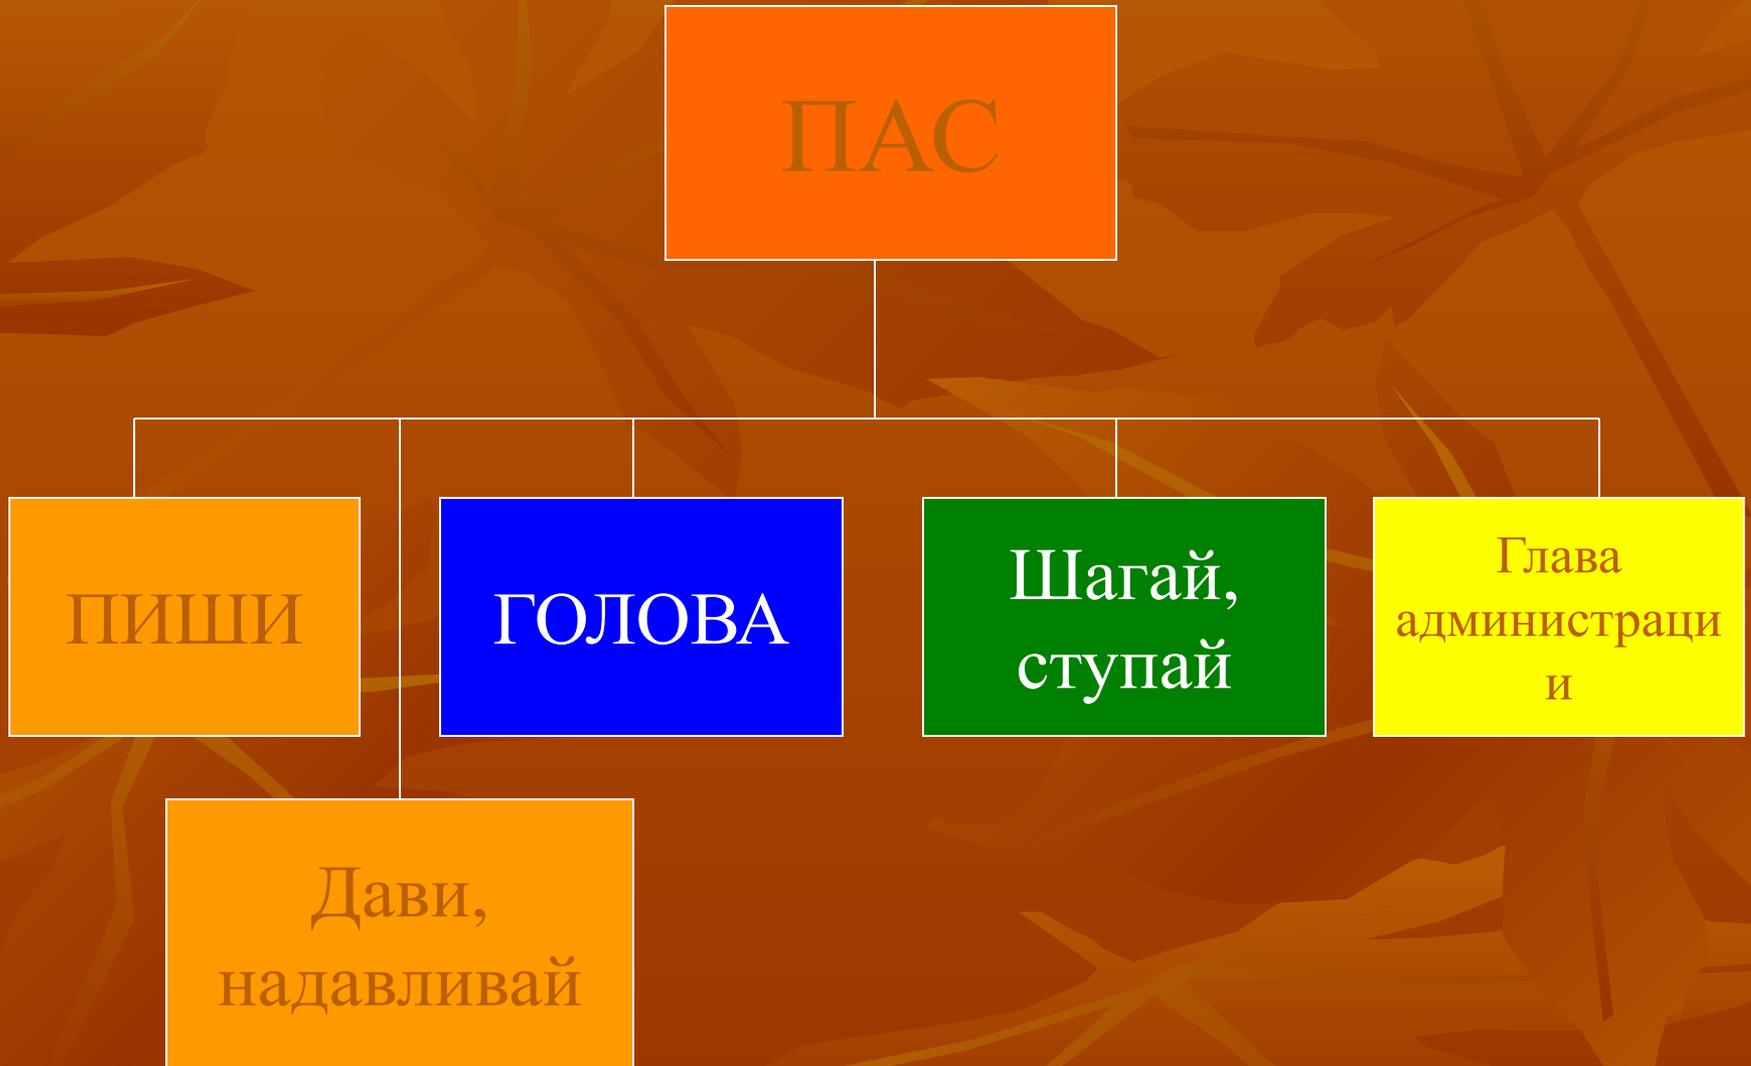 ПАС
ПИШИ
ГОЛОВА
Шагай,
ступай
Глава
администраци
и
Дави,
надавливай